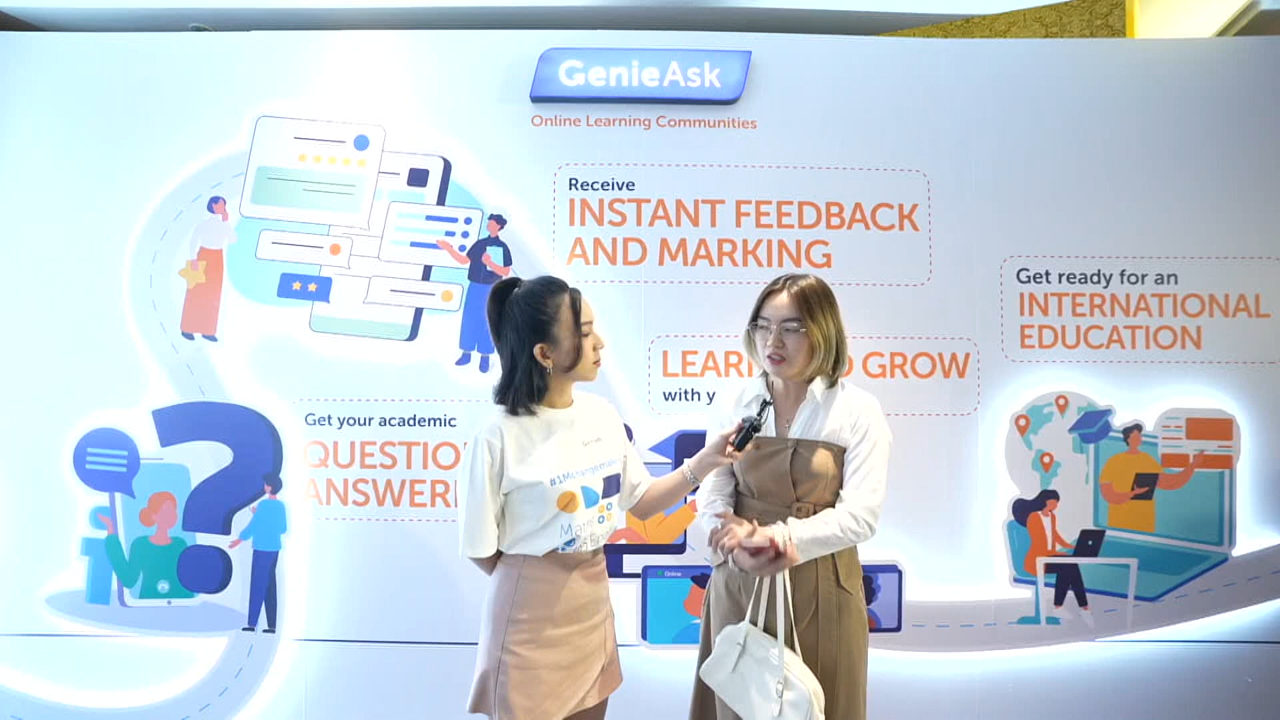 GenieAsk
Online Learning Communities
Receive
INSTANT FEEDBACK
AND MARKING
Get ready for an
INTERNATIONAL
EDUCATION
GROW
with y
Get your academic
Online